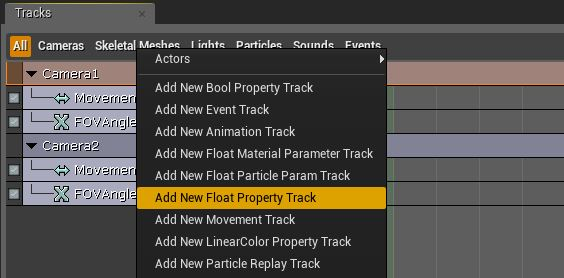 Tracks
All Cameras Skeletal Meshes Lights Particles Sounds Events
Actors
Camera1
Add New Bool Property Track
Movemen
Add New Event Track
FOVAngle
Add New Animation Track
Camera2
Add New Float Material Parameter Track
Movemen
Add New Float Particle Param Track
FOVAngle
Add New Float Property Track
Add New Movement Track
Add New LinearColor Property Track
Add New Particle Replay Track